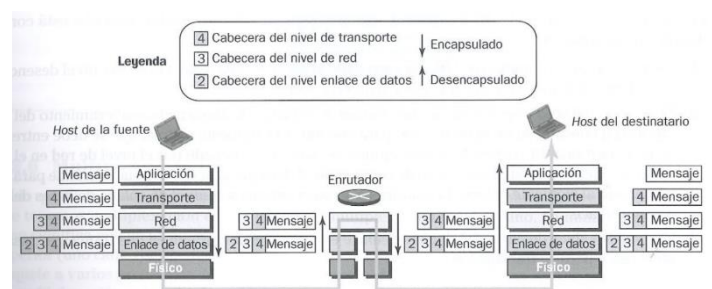 Leyenda
4 Cabecera del nivel de transporte
3 Cabecera del nivel de red
2 Cabecera del nivel enlace de datos
Encapsulado
Desencapsulado
Host de la fuente
Host del destinatario
Enrutador
Mensaje Aplicación
4 Mensaje Transporte
3 4 Mensaje Red
2 3 4 Mensaje Enlace de datos
Físico
3 4 Mensaje
2 3 4 Mensaje
3 4 Mensaje
2 3 4 Mensaje
Aplicación Mensaje
Transporte 4 Mensaje
Red 3 4 Mensaje
Enlace de datos 2 3 4 Mensaje
Físico